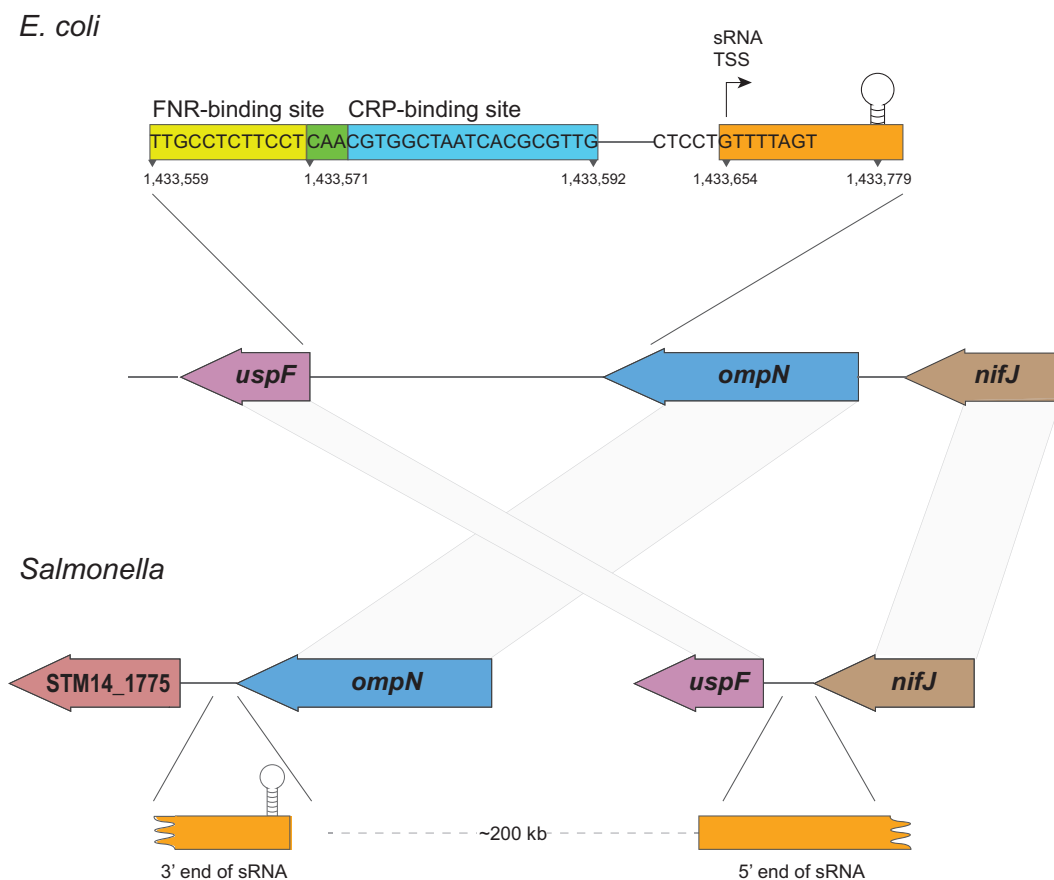 E. coli
sRNA
TSS
FNR-binding site CRP-binding site
TTGCCTCTTCCTCAACGTGGCTAATCACGCGTTG CTCCTGTTTTAGT
1,433,559 1,433,571 1,433,592 1,433,654 1,433,779
uspF ompN nifJ
Salmonella
STM14_1775 ompN uspF nifJ
~200 kb
3’ end of sRNA 5’ end of sRNA